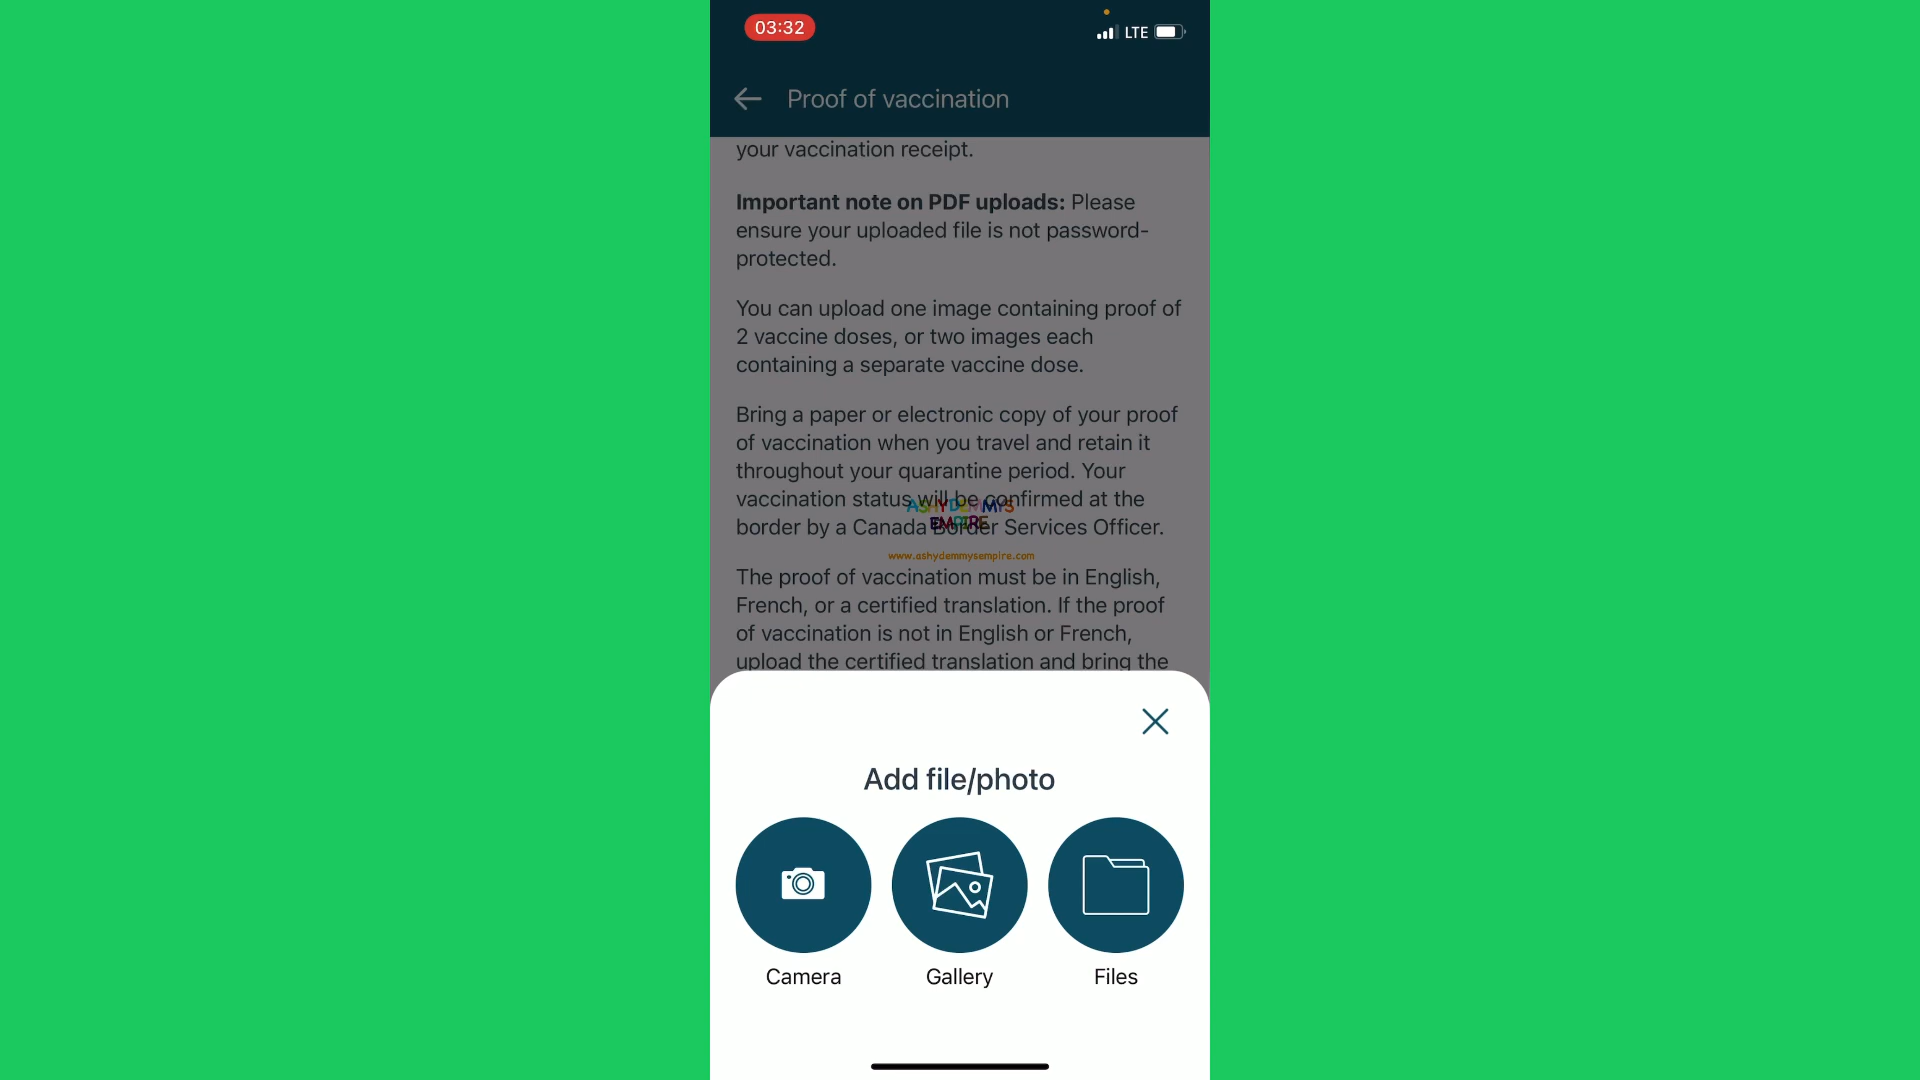 03:32
LTE
Proof of vaccination
your vaccination receipt.
Important note on PDF uploads: Please
ensure your uploaded file is not password-
protected.
You can upload one image containing proof of
2 vaccine doses, or two images each
containing a separate vaccine dose.
Bring a paper or electronic copy of your proof
of vaccination when you travel and retain it
throughout your quarantine period. Your
vaccination status will be confirmed at the
border by a Canada Border Services Officer.
ASHYDEMMYS
EMPIRE
www.ashydemmysempire.com
The proof of vaccination must be in English,
French, or a certified translation. If the proof
of vaccination is not in English or French,
upload the certified translation and bring the
Add file/photo
Camera
Gallery
Files